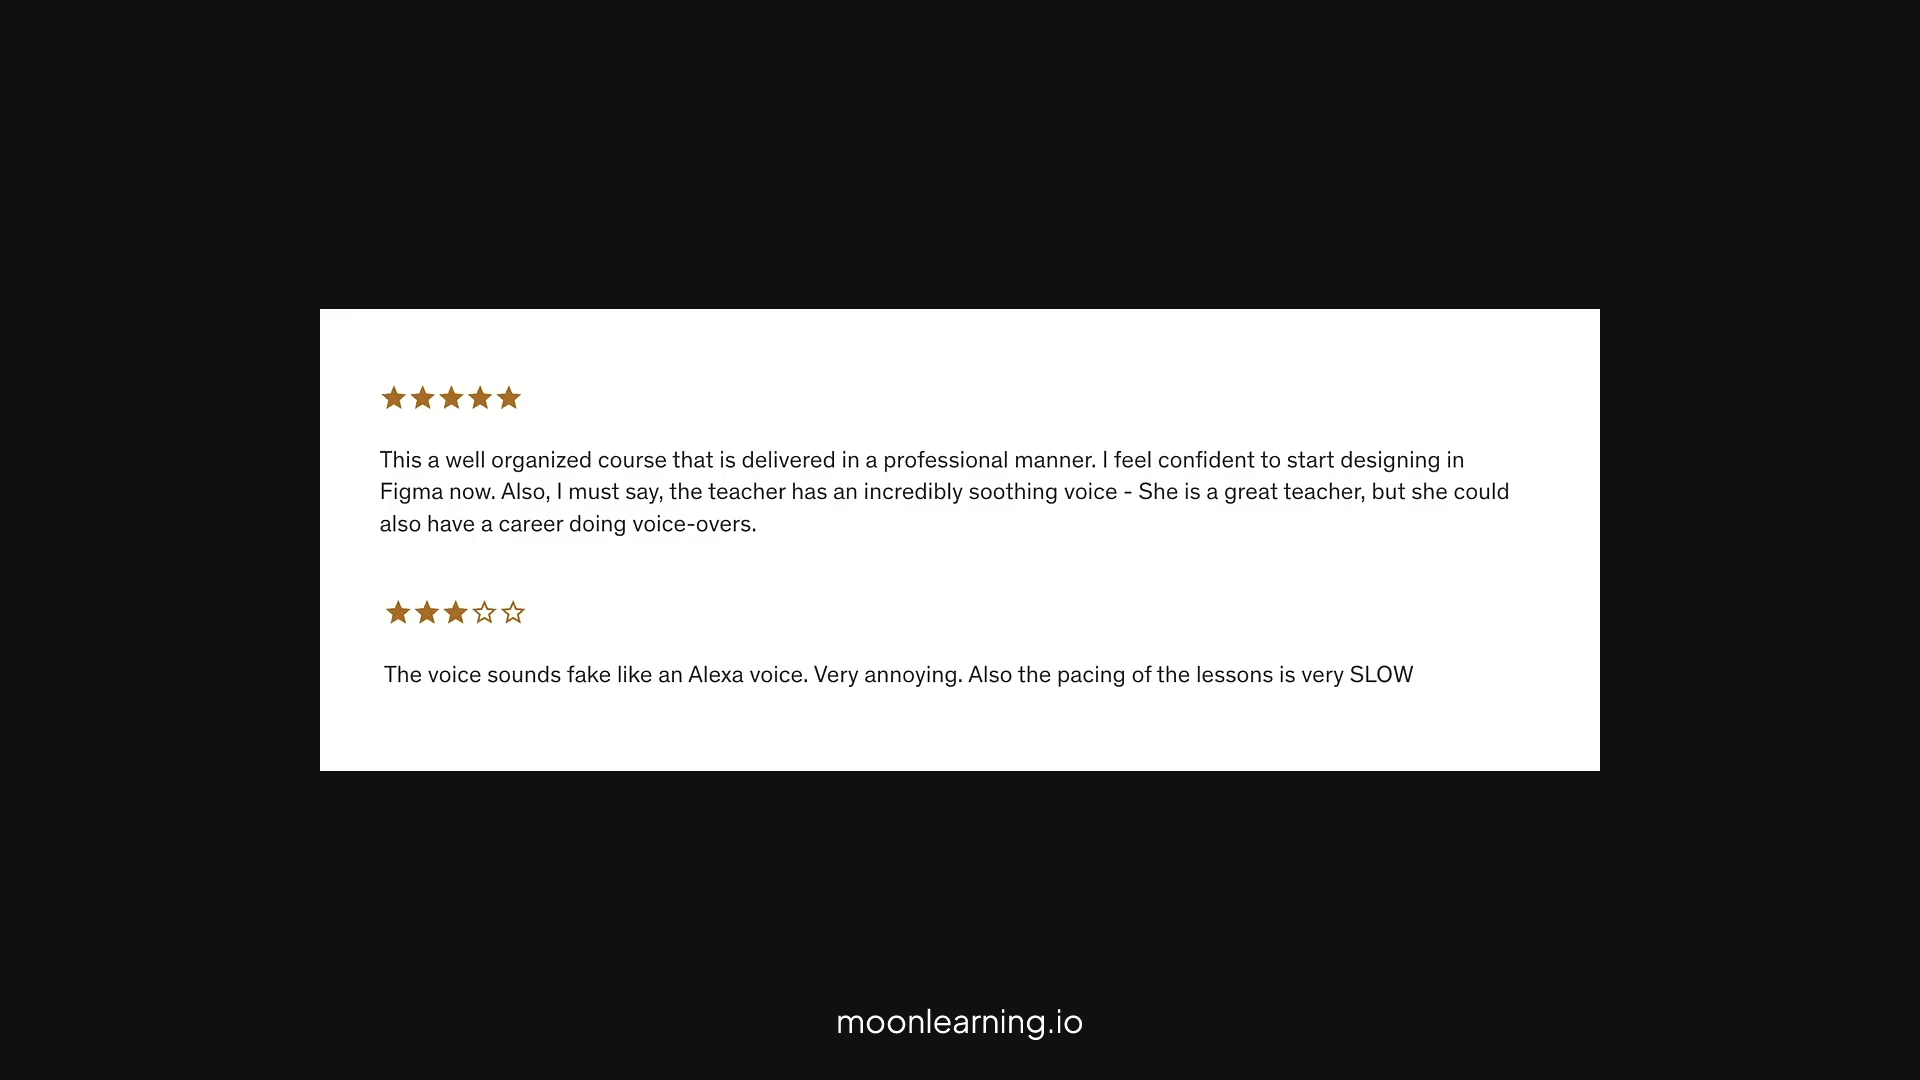 This a well organized course that is delivered in a professional manner. I feel confident to start designing in
Figma now. Also, I must say, the teacher has an incredibly soothing voice - She is a great teacher, but she could
also have a career doing voice-overs.
The voice sounds fake like an Alexa voice. Very annoying. Also the pacing of the lessons is very SLOW
moonlearning.io